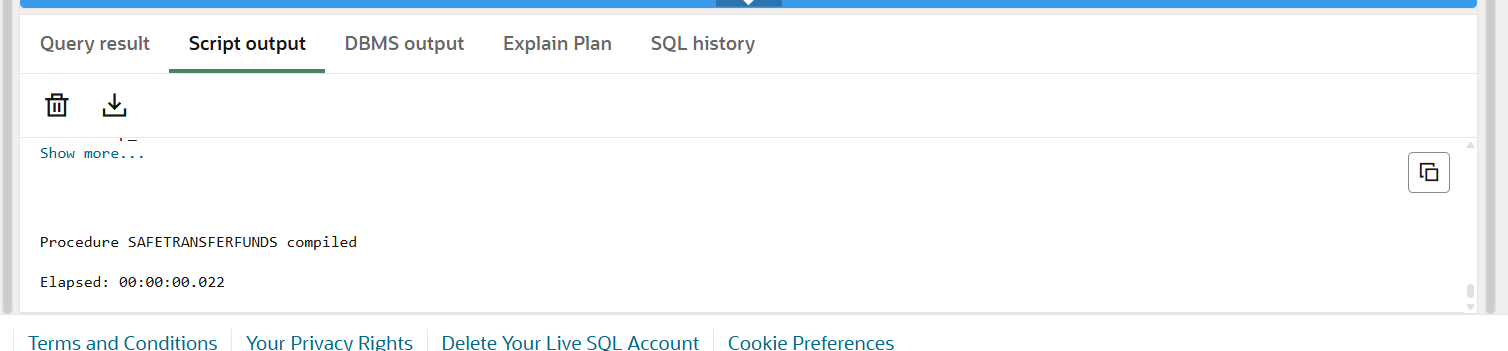 Query result Script output DBMS output Explain Plan SQL history
Show more...
Procedure SAFETRANSFERFUNDS compiled
Elapsed: 00:00:00.022
Terms and Conditions Your Privacy Rights Delete Your Live SQL Account Cookie Preferences